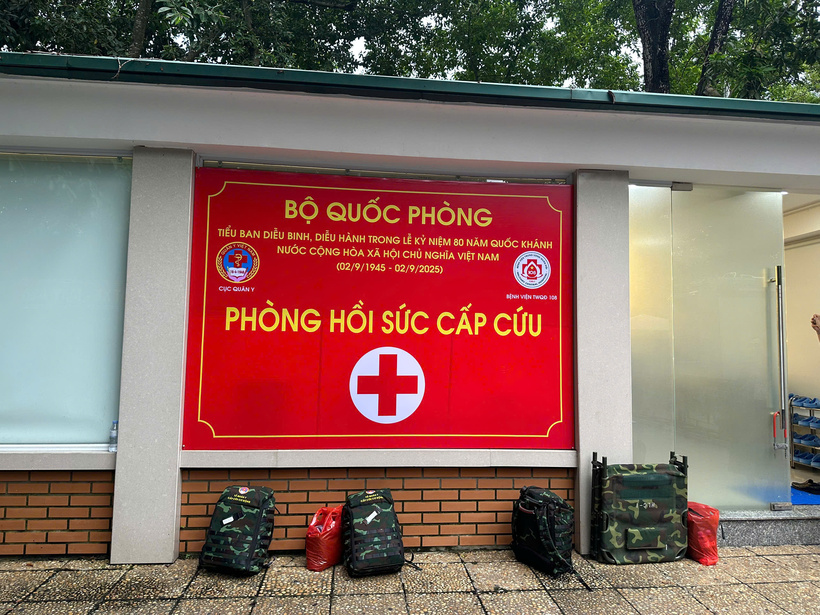 BỘ QUỐC PHÒNG
TIỂU BAN DIỄU BINH, DIỄU HÀNH TRONG LỄ KỶ NIỆM 80 NĂM QUỐC KHÁNH
NƯỚC CỘNG HÒA XÃ HỘI CHỦ NGHĨA VIỆT NAM
(02/9/1945 - 02/9/2025)
CỤC QUÂN Y
BỆNH VIỆN TWQĐ 108
PHÒNG HỒI SỨC CẤP CỨU